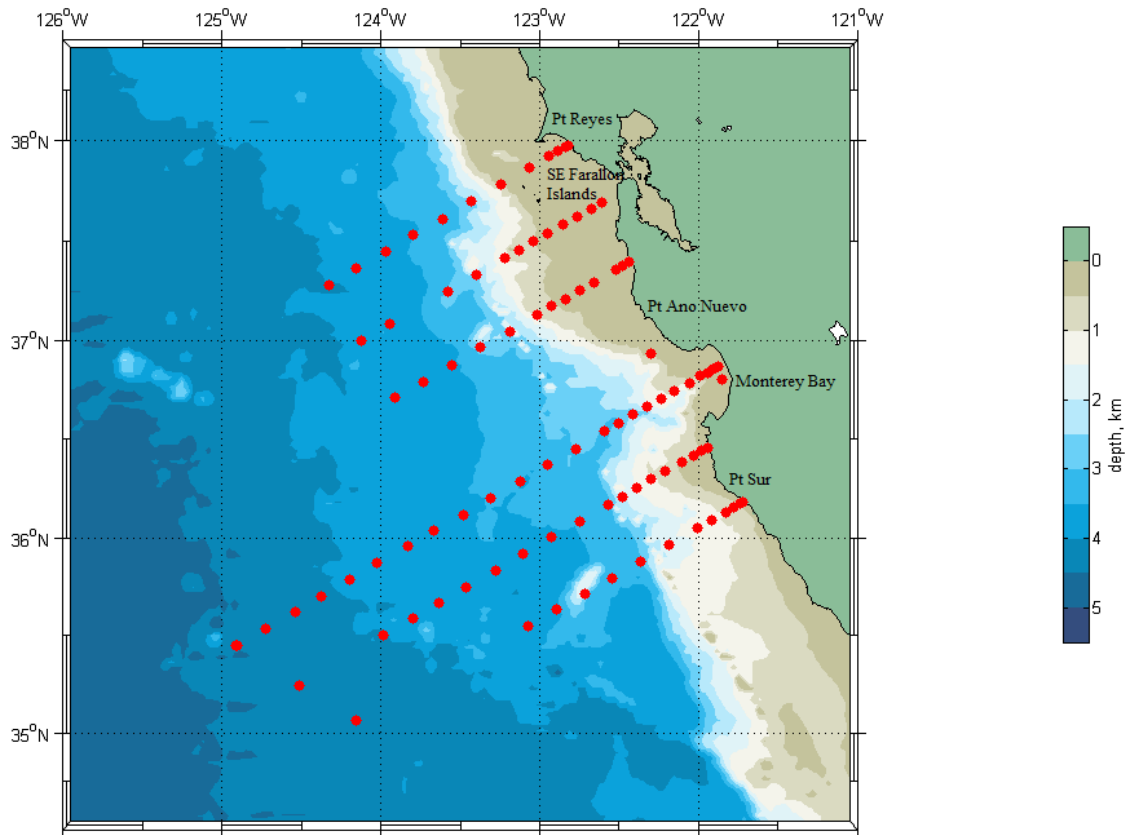 126°W 125°W 124°W 123°W 122°W 121°W
38°N
37°N
36°N
35°N
Pt Reyes
SE Farallon
Islands
Pt Ano Nuevo
Monterey Bay
Pt Sur
0
1
2
3
4
5
depth, km